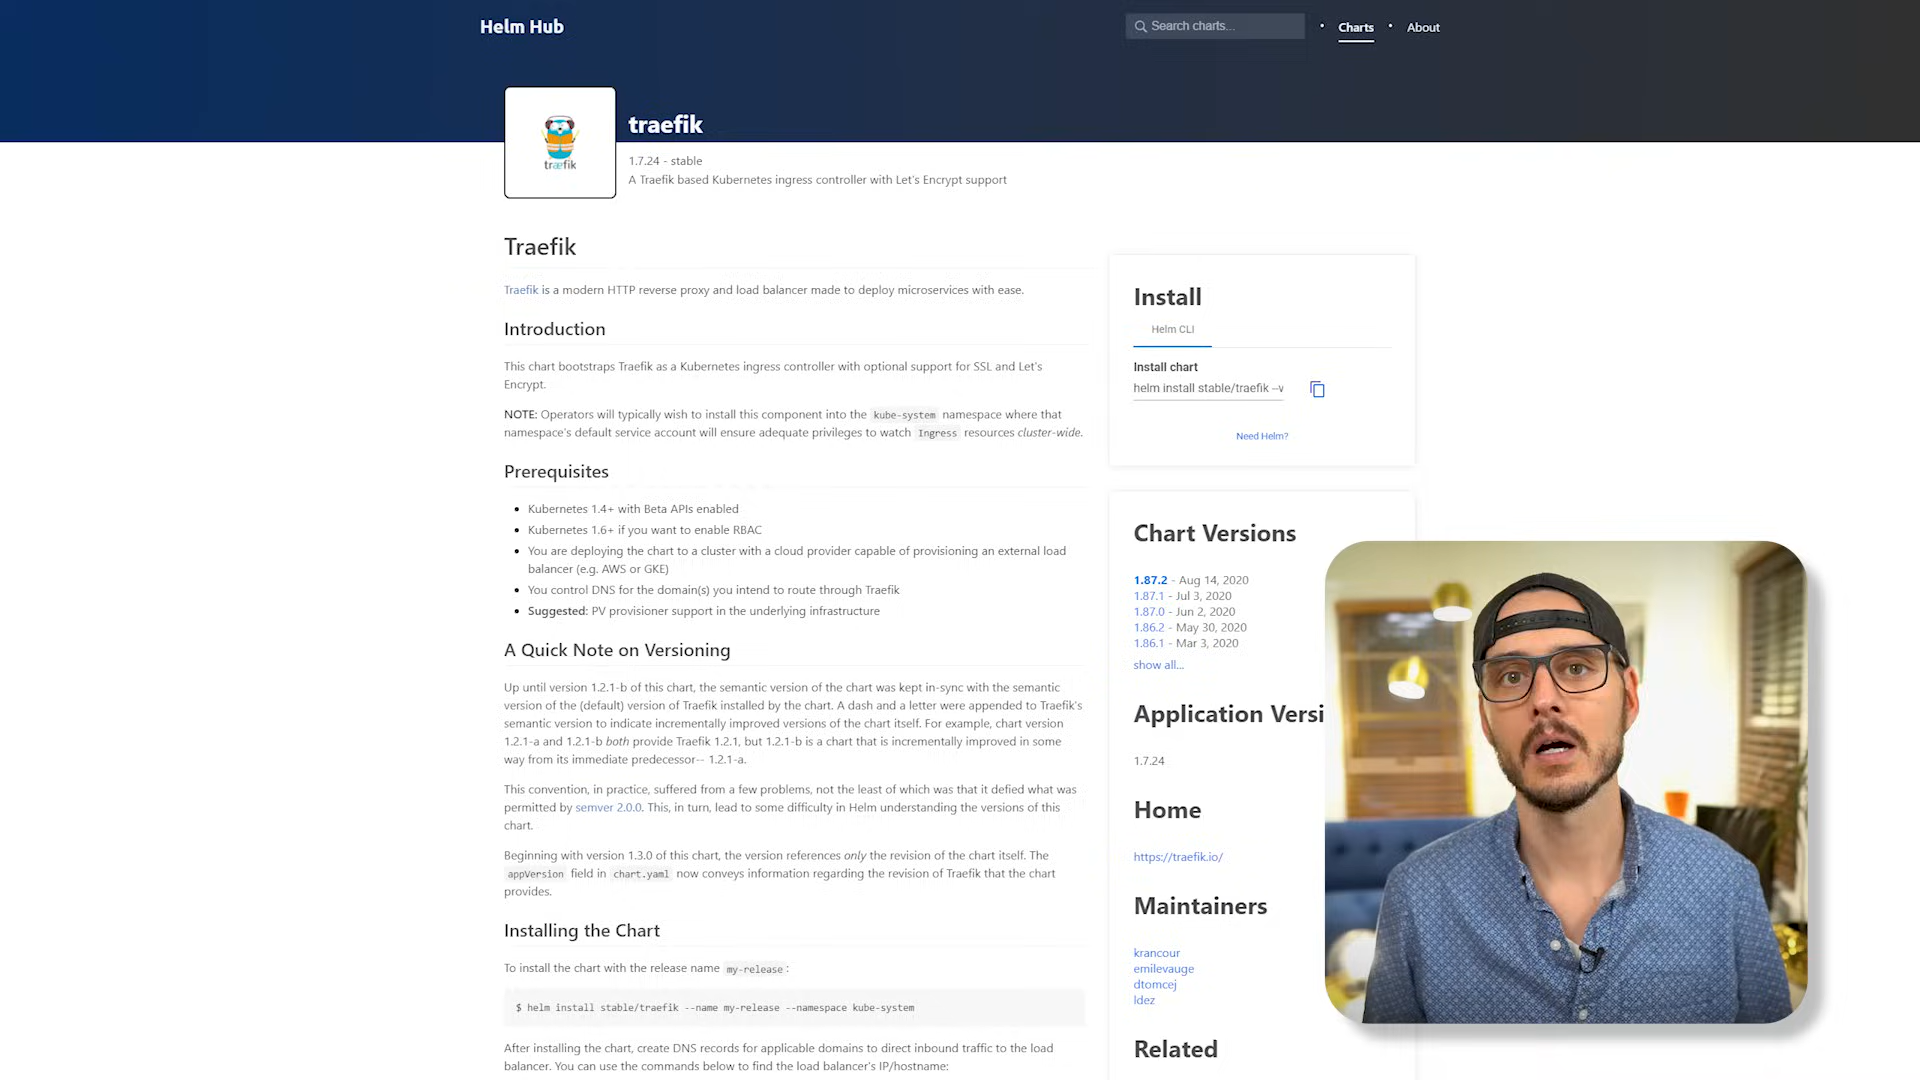 Helm Hub
Search charts...
• Charts • About
træfik
traefik
1.7.24 - stable
A Traefik based Kubernetes ingress controller with Let's Encrypt support
Traefik
Traefik is a modern HTTP reverse proxy and load balancer made to deploy microservices with ease.
Introduction
This chart bootstraps Traefik as a Kubernetes ingress controller with optional support for SSL and Let's
Encrypt.
NOTE: Operators will typically wish to install this component into the kube-system namespace where that
namespace's default service account will ensure adequate privileges to watch Ingress resources cluster-wide.
Prerequisites
• Kubernetes 1.4+ with Beta APIs enabled
• Kubernetes 1.6+ if you want to enable RBAC
• You are deploying the chart to a cluster with a cloud provider capable of provisioning an external load
balancer (e.g. AWS or GKE)
• You control DNS for the domain(s) you intend to route through Traefik
• Suggested: PV provisioner support in the underlying infrastructure
A Quick Note on Versioning
Up until version 1.2.1-b of this chart, the semantic version of the chart was kept in-sync with the semantic
version of the (default) version of Traefik installed by the chart. A dash and a letter were appended to Traefik's
semantic version to indicate incrementally improved versions of the chart itself. For example, chart version
1.2.1-a and 1.2.1-b both provide Traefik 1.2.1, but 1.2.1-b is a chart that is incrementally improved in some
way from its immediate predecessor-- 1.2.1-a.
This convention, in practice, suffered from a few problems, not the least of which was that it defied what was
permitted by semver 2.0.0. This, in turn, lead to some difficulty in Helm understanding the versions of this
chart.
Beginning with version 1.3.0 of this chart, the version references only the revision of the chart itself. The
appVersion field in chart.yaml now conveys information regarding the revision of Traefik that the chart
provides.
Installing the Chart
To install the chart with the release name my-release :
$ helm install stable/traefik --name my-release --namespace kube-system
After installing the chart, create DNS records for applicable domains to direct inbound traffic to the load
balancer. You can use the commands below to find the load balancer's IP/hostname:
Install
Helm CLI
Install chart
helm install stable/traefik --v
Need Helm?
Chart Versions
1.87.2 - Aug 14, 2020
1.87.1 - Jul 3, 2020
1.87.0 - Jun 2, 2020
1.86.2 - May 30, 2020
1.86.1 - Mar 3, 2020
show all...
Application Versi
1.7.24
Home
https://traefik.io/
Maintainers
krancour
emilevauge
dtomcej
ldez
Related